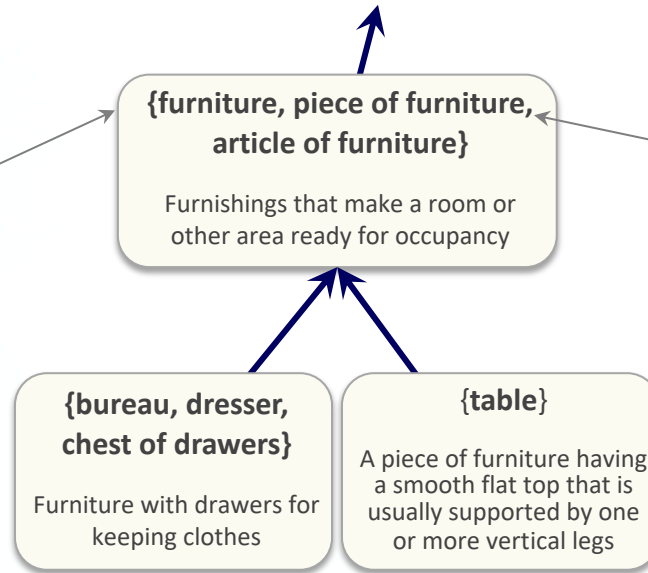 {furniture, piece of furniture,
article of furniture}
Furnishings that make a room or
other area ready for occupancy
{bureau, dresser,
chest of drawers}
Furniture with drawers for
keeping clothes
{table}
A piece of furniture having
a smooth flat top that is
usually supported by one
or more vertical legs